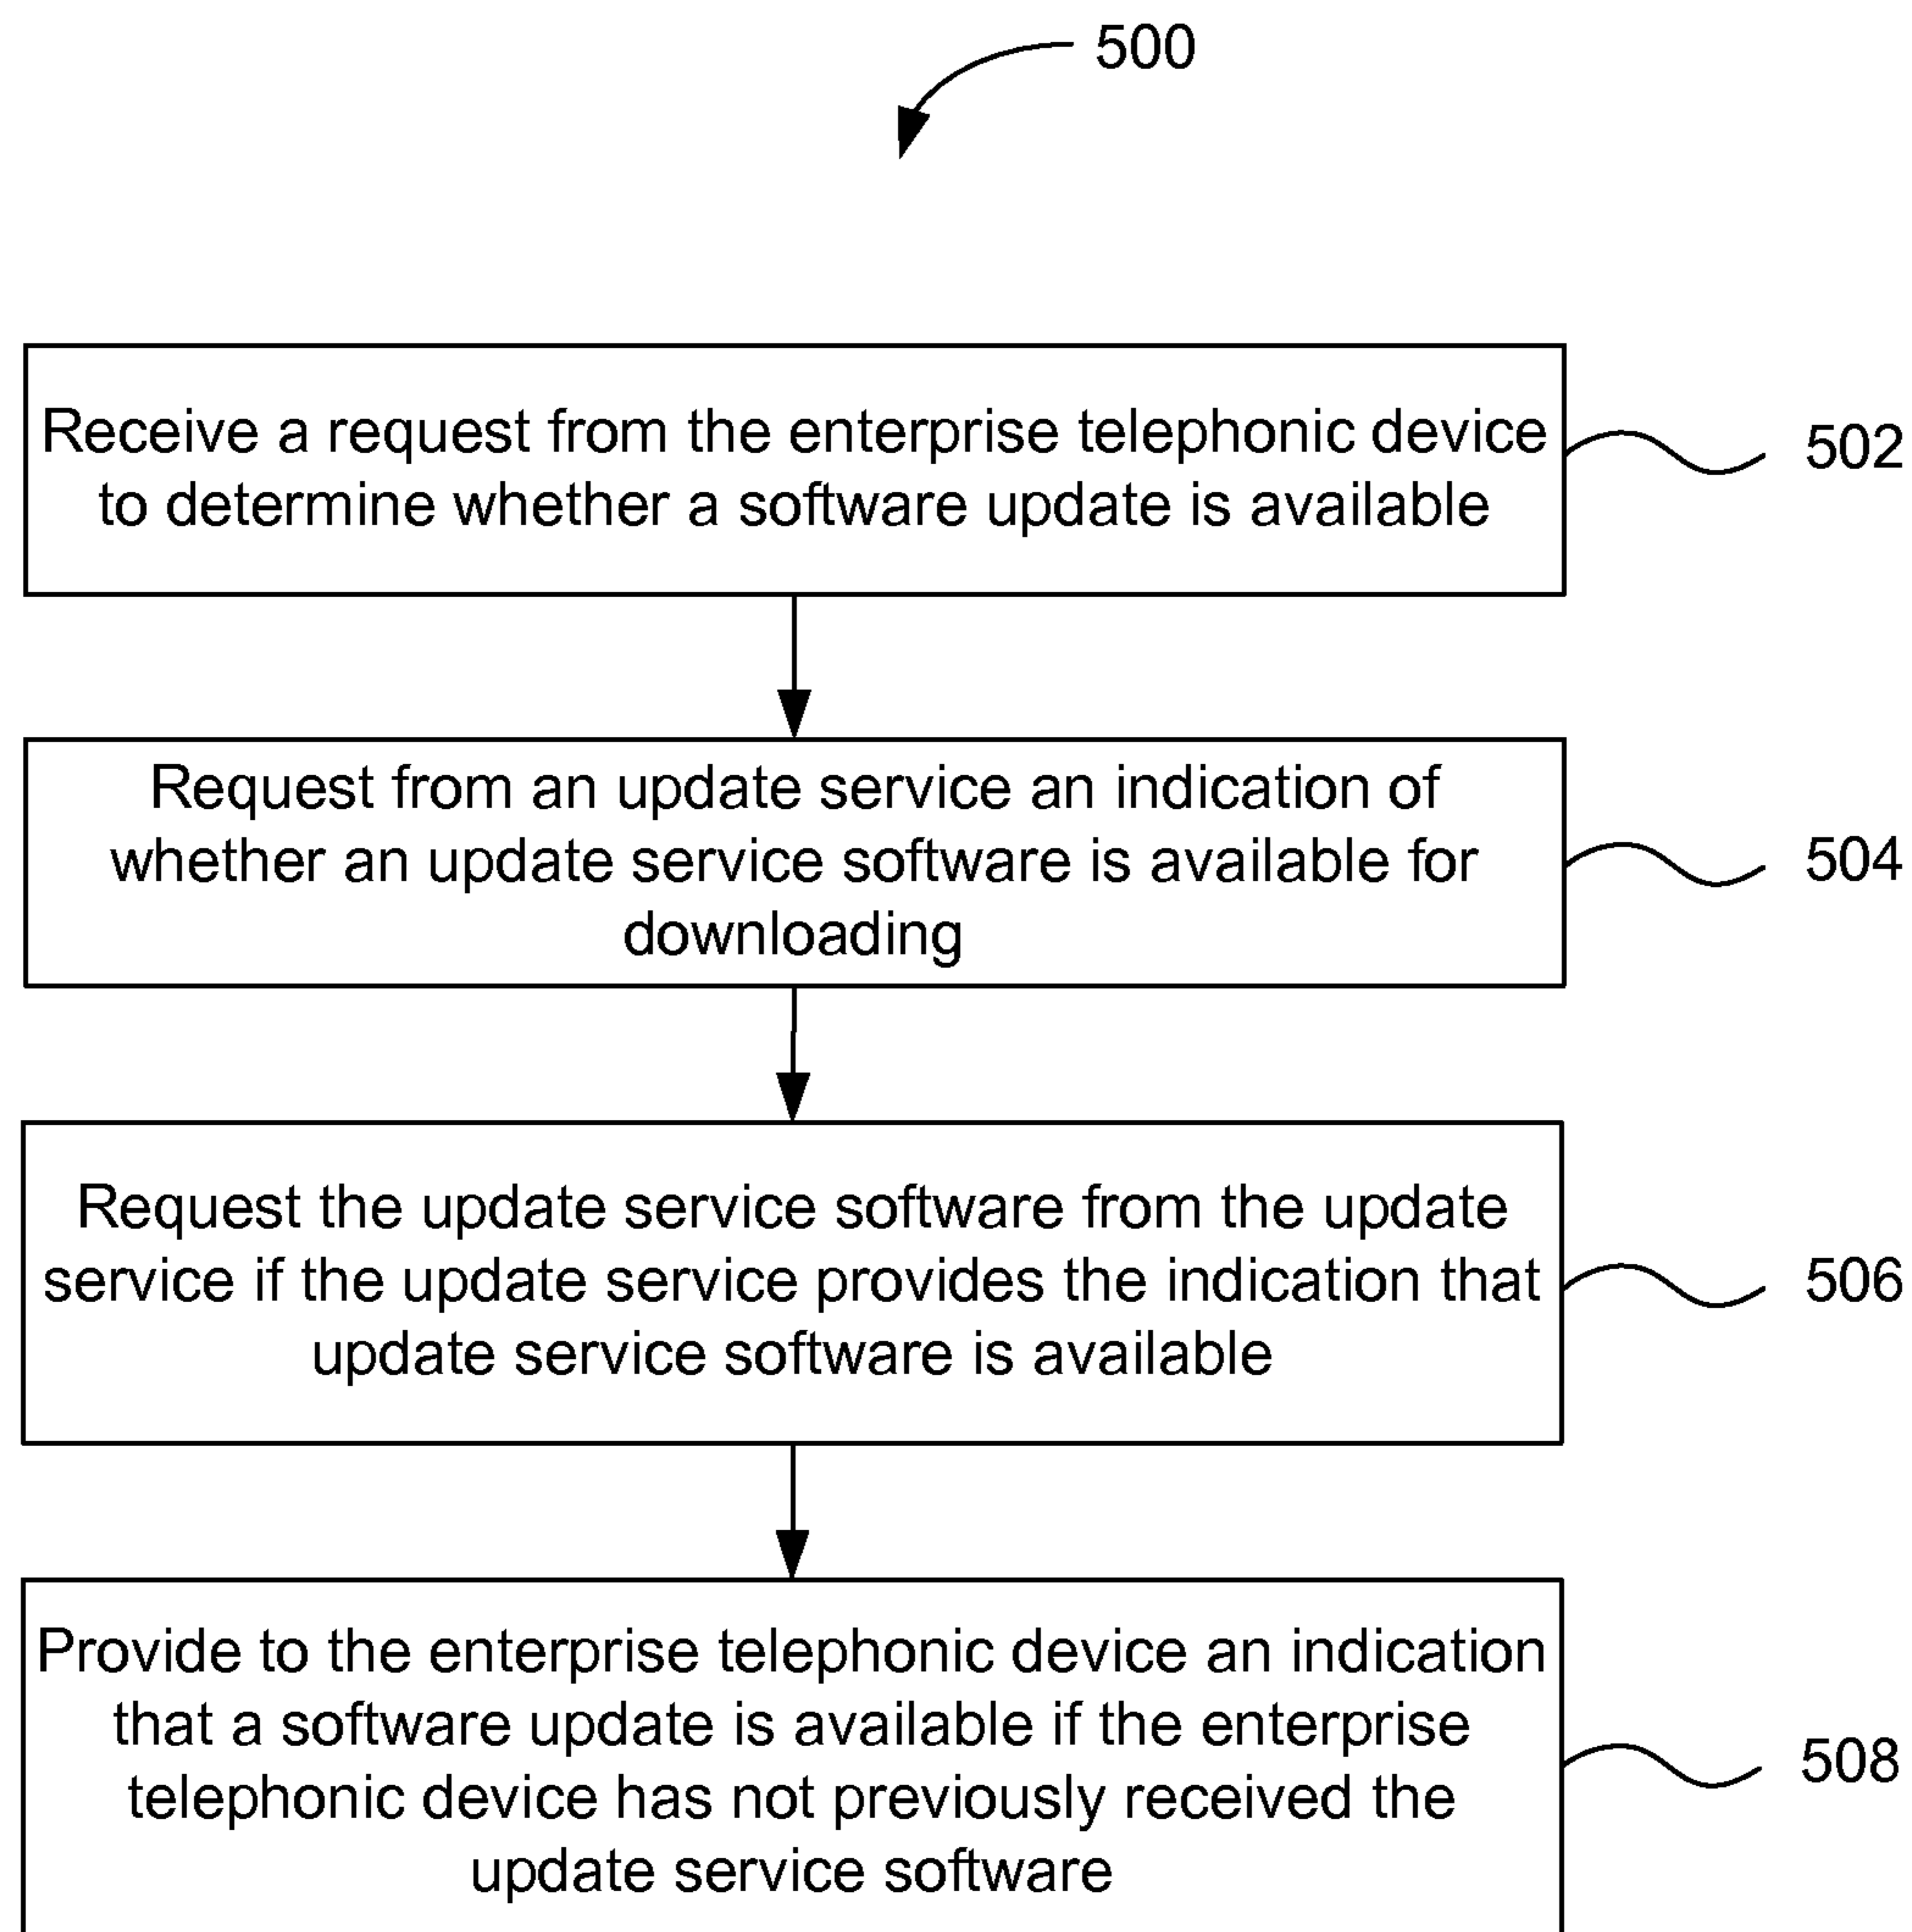 500
Receive a request from the enterprise telephonic device
to determine whether a software update is available
502
Request from an update service an indication of
whether an update service software is available for
downloading
504
Request the update service software from the update
service if the update service provides the indication that
update service software is available
506
Provide to the enterprise telephonic device an indication
that a software update is available if the enterprise
telephonic device has not previously received the
update service software
508